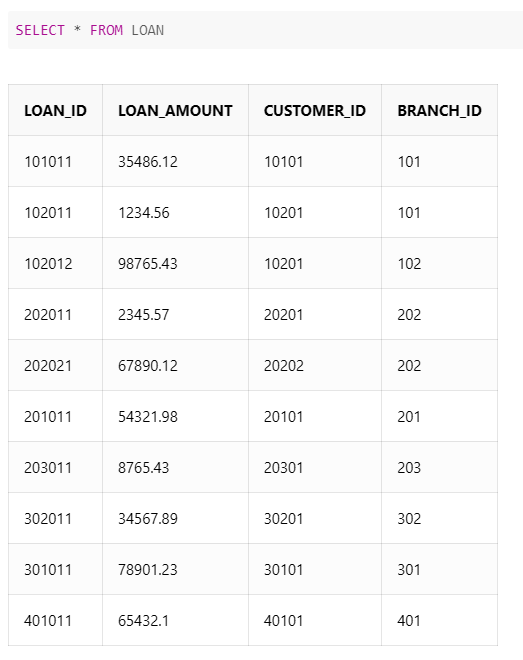 SELECT * FROM LOAN
LOAN_ID LOAN_AMOUNT CUSTOMER_ID BRANCH_ID
101011 35486.12 10101 101
102011 1234.56 10201 101
102012 98765.43 10201 102
202011 2345.57 20201 202
202021 67890.12 20202 202
201011 54321.98 20101 201
203011 8765.43 20301 203
302011 34567.89 30201 302
301011 78901.23 30101 301
401011 65432.1 40101 401